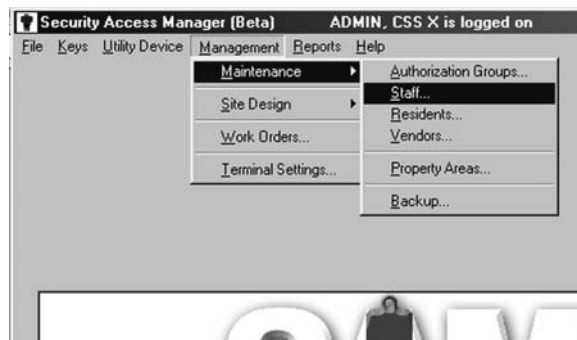 Security Access Manager (Beta) ADMIN, CSS X is logged on
File Keys Utility Device Management Reports Help
Maintenance
Site Design
Work Orders...
Terminal Settings...
Authorization Groups...
Staff...
Residents...
Vendors...
Property Areas...
Backup...